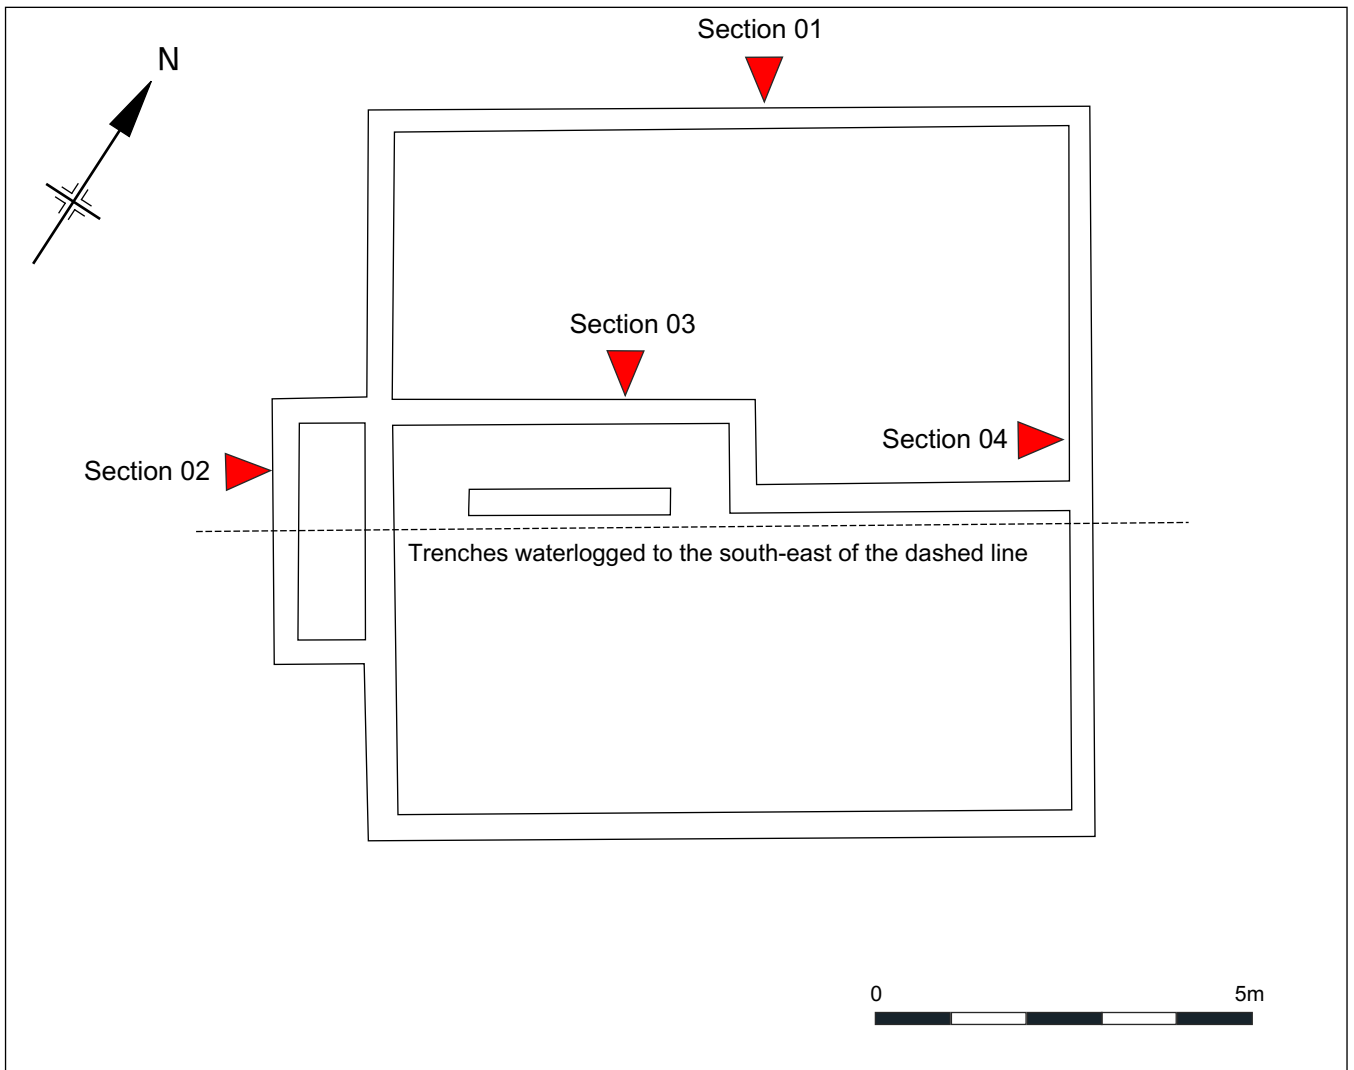 Section 01
N
Section 03
Section 04
Section 02
Trenches waterlogged to the south-east of the dashed line
0 5m